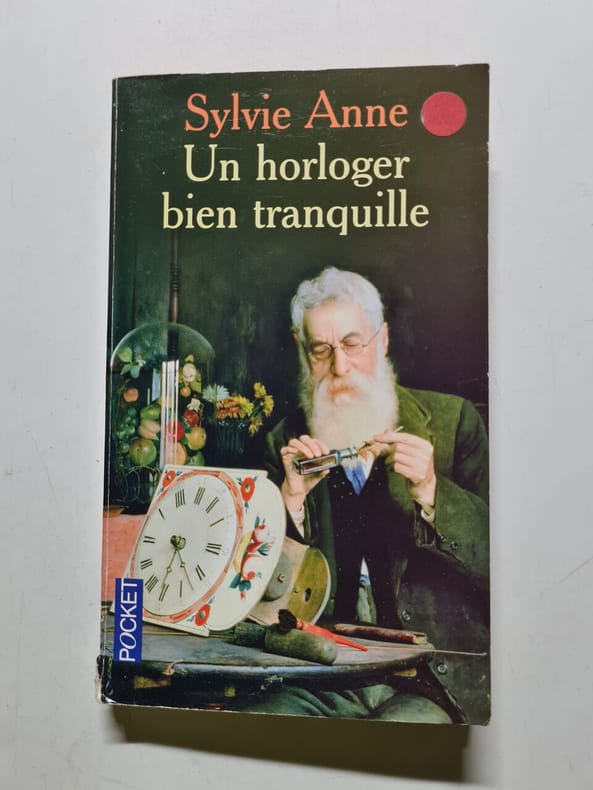 Sylvie Anne
Un horloger
bien tranquille
POCKET